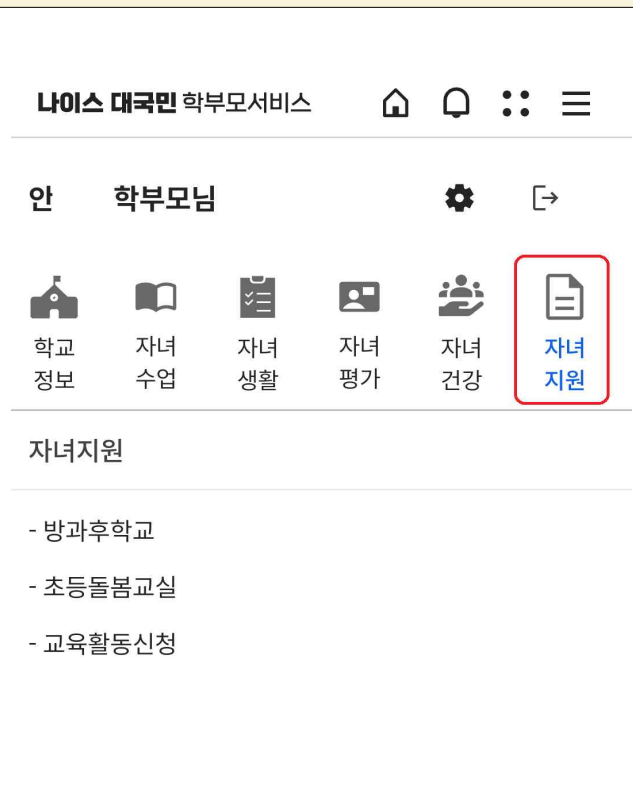 나이스 대국민 학부모서비스
안 학부모님
학교 정보
자녀 수업
자녀 생활
자녀 평가
자녀 건강
자녀 지원
자녀지원
- 방과후학교
- 초등돌봄교실
- 교육활동신청